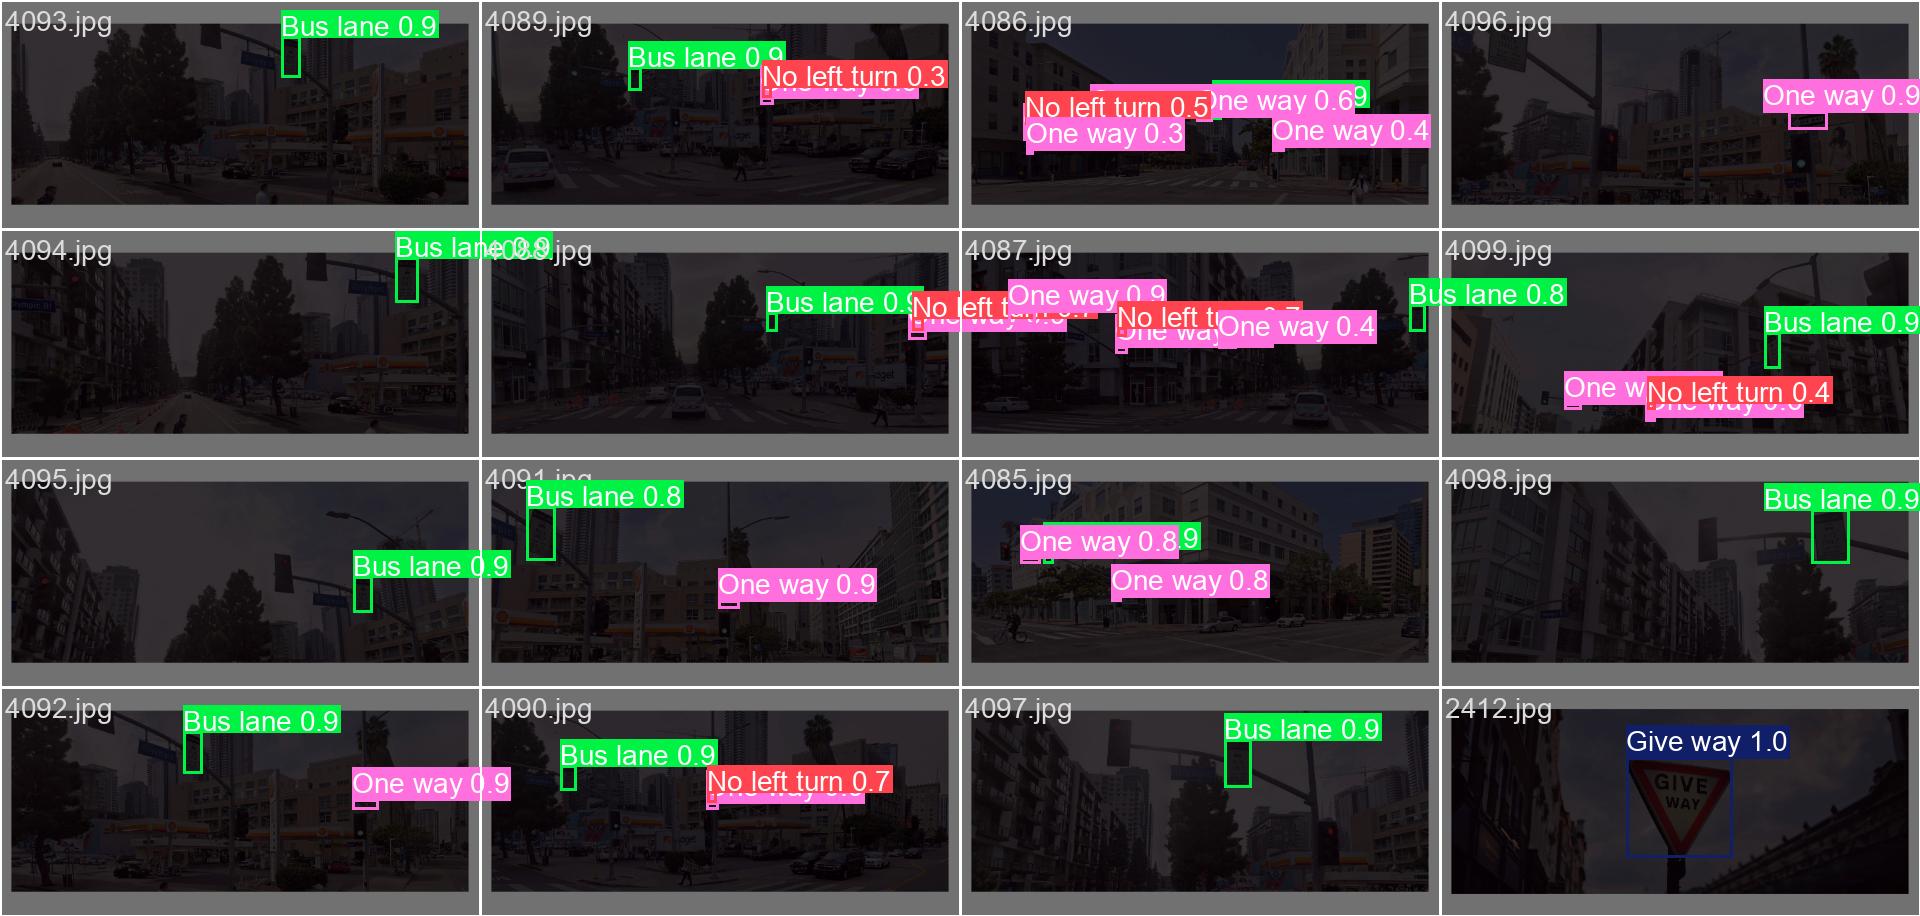 4093.jpg
Bus lane 0.9
4089.jpg
Bus lane 0.9
No left turn 0.3
4086.jpg
No left turn 0.5
One way 0.6
9
One way 0.3
One way 0.4
4096.jpg
One way 0.9
4094.jpg
Bus lane 0.9
4088.jpg
Bus lane 0.9
No left t
4087.jpg
One way 0.9
No left tu
One way
One way 0.4
4099.jpg
Bus lane 0.8
Bus lane 0.9
One w
No left turn 0.4
4095.jpg
Bus lane 0.9
4091.jpg
Bus lane 0.8
One way 0.9
4085.jpg
One way 0.8
.9
One way 0.8
4098.jpg
Bus lane 0.9
4092.jpg
Bus lane 0.9
One way 0.9
4090.jpg
Bus lane 0.9
No left turn 0.7
4097.jpg
Bus lane 0.9
2412.jpg
Give way 1.0
GIVE
WAY